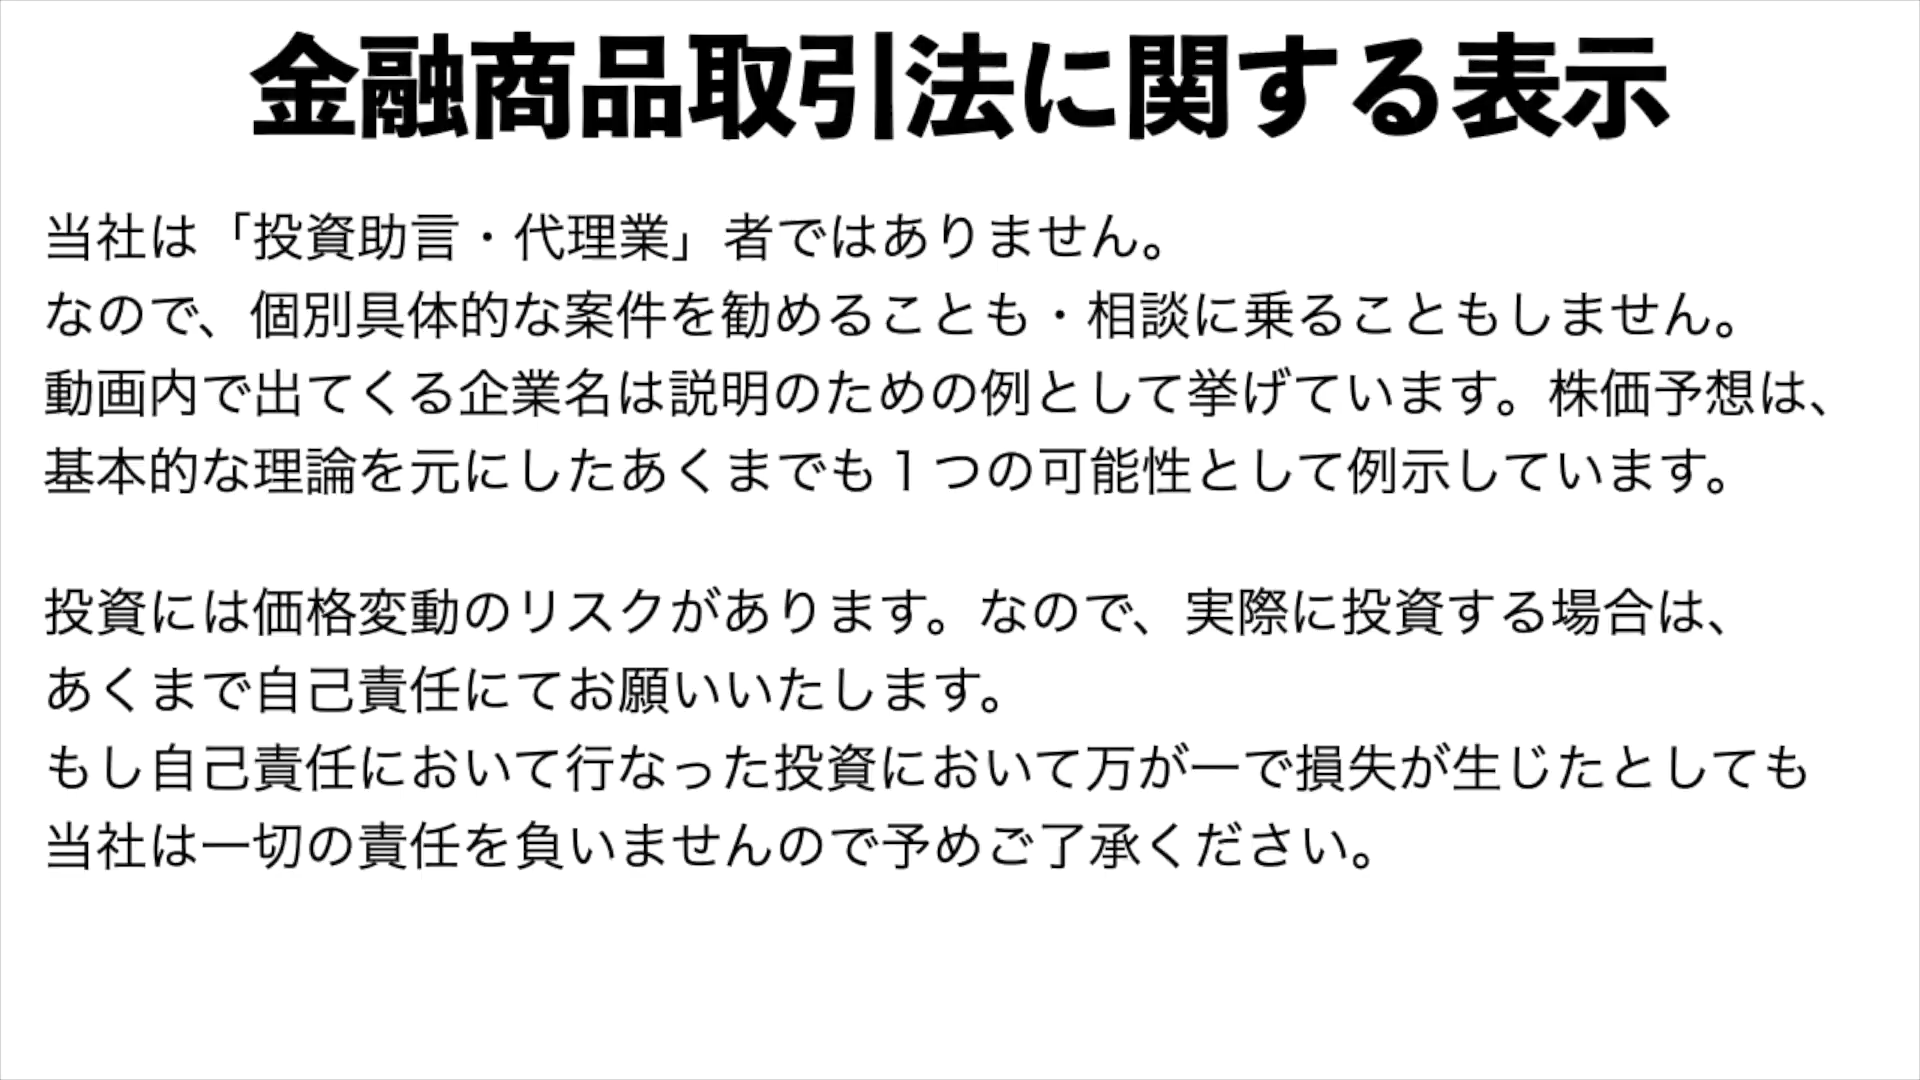 金融商品取引法に関する表示
当社は「投資助言・代理業」者ではありません。
なので、個別具体的な案件を勧めることも・相談に乗ることもしません。
動画内で出てくる企業名は説明のための例として挙げています。株価予想は、
基本的な理論を元にしたあくまでも１つの可能性として例示しています。
投資には価格変動のリスクがあります。なので、実際に投資する場合は、
あくまで自己責任にてお願いいたします。
もし自己責任において行なった投資において万が一で損失が生じたとしても
当社は一切の責任を負いませんので予めご了承ください。